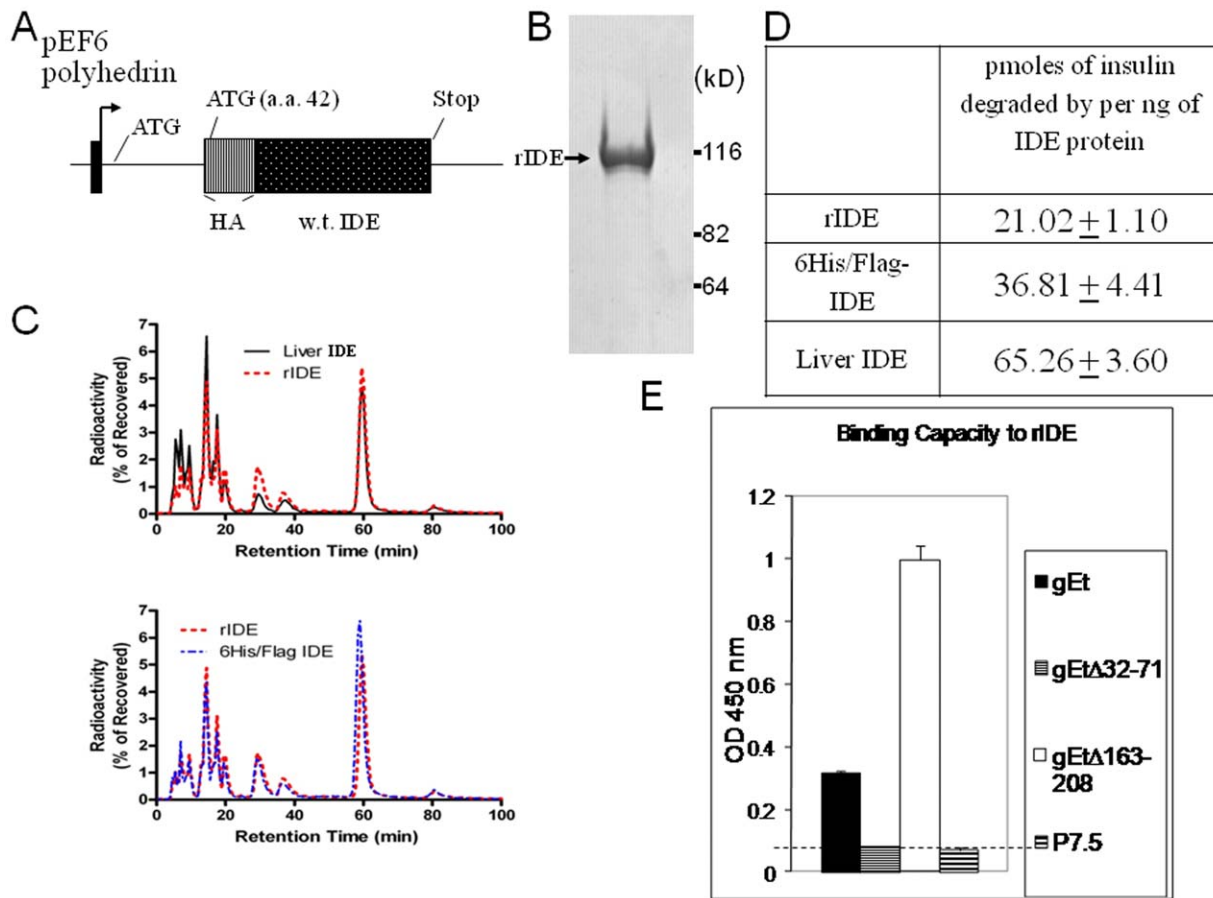 A
pEF6
polyhedrin
ATG
ATG (a.a. 42)
Stop
HA
w.t. IDE
B
(kD)
rIDE
116
82
64
C
7
6
5
4
3
2
1
0
Radioactivity
(% of Recovered)
Liver IDE
rIDE
0 20 40 60 80 100
Retention Time (min)
7
6
5
4
3
2
1
0
Radioactivity
(% of Recovered)
rIDE
6His/Flag IDE
0 20 40 60 80 100
Retention Time (min)
D
pmoles of insulin
degraded by per ng of
IDE protein
rIDE
21.02 ± 1.10
6His/Flag-
IDE
36.81 ± 4.41
Liver IDE
65.26 ± 3.60
E
Binding Capacity to rIDE
OD 450 nm
1.2
1
0.8
0.6
0.4
0.2
0
gEt
gEtΔ32-71
gEtΔ163-
208
P7.5